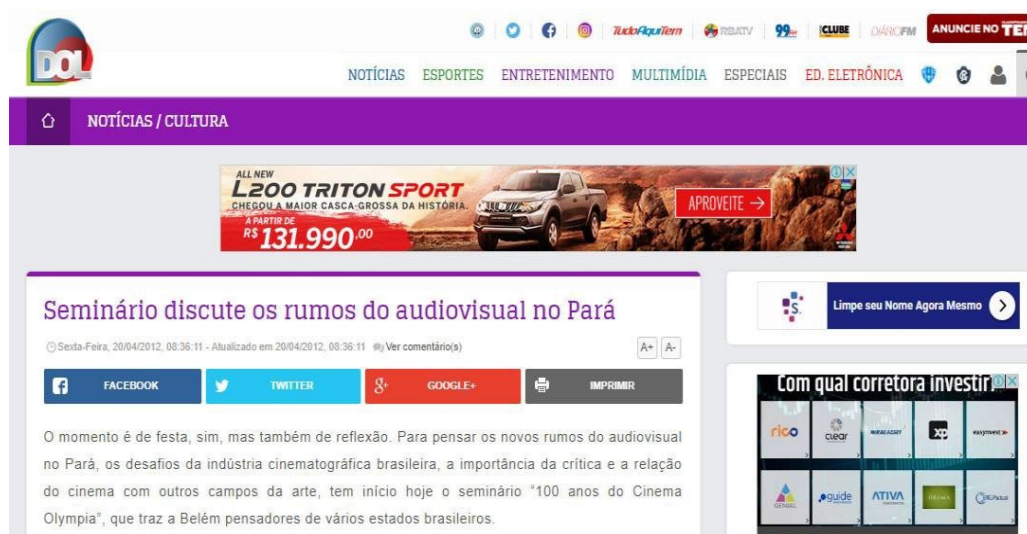 TudoAquiTem RBATV 99FM CLUBE DIÁRIOFM ANUNCIE NO
DOL
NOTÍCIAS ESPORTES ENTRETENIMENTO MULTIMÍDIA ESPECIAIS ED. ELETRÔNICA
NOTÍCIAS / CULTURA
ALL NEW
L200 TRITON SPORT
CHEGOU A MAIOR CASCA-GROSSA DA HISTÓRIA.
A PARTIR DE
R$ 131.990,00
APROVEITE →
Seminário discute os rumos do audiovisual no Pará
Sexta-Feira, 20/04/2012, 08:36:11 - Atualizado em 20/04/2012, 08:36:11 Ver comentário(s)
A+ A-
FACEBOOK TWITTER GOOGLE+ IMPRIMIR
O momento é de festa, sim, mas também de reflexão. Para pensar os novos rumos do audiovisual
no Pará, os desafios da indústria cinematográfica brasileira, a importância da crítica e a relação
do cinema com outros campos da arte, tem início hoje o seminário "100 anos do Cinema
Olympia", que traz a Belém pensadores de vários estados brasileiros.
S.
Limpe seu Nome Agora Mesmo
Com qual corretora investir
rico clear xp easynvest
GENIAL guide ATIVA